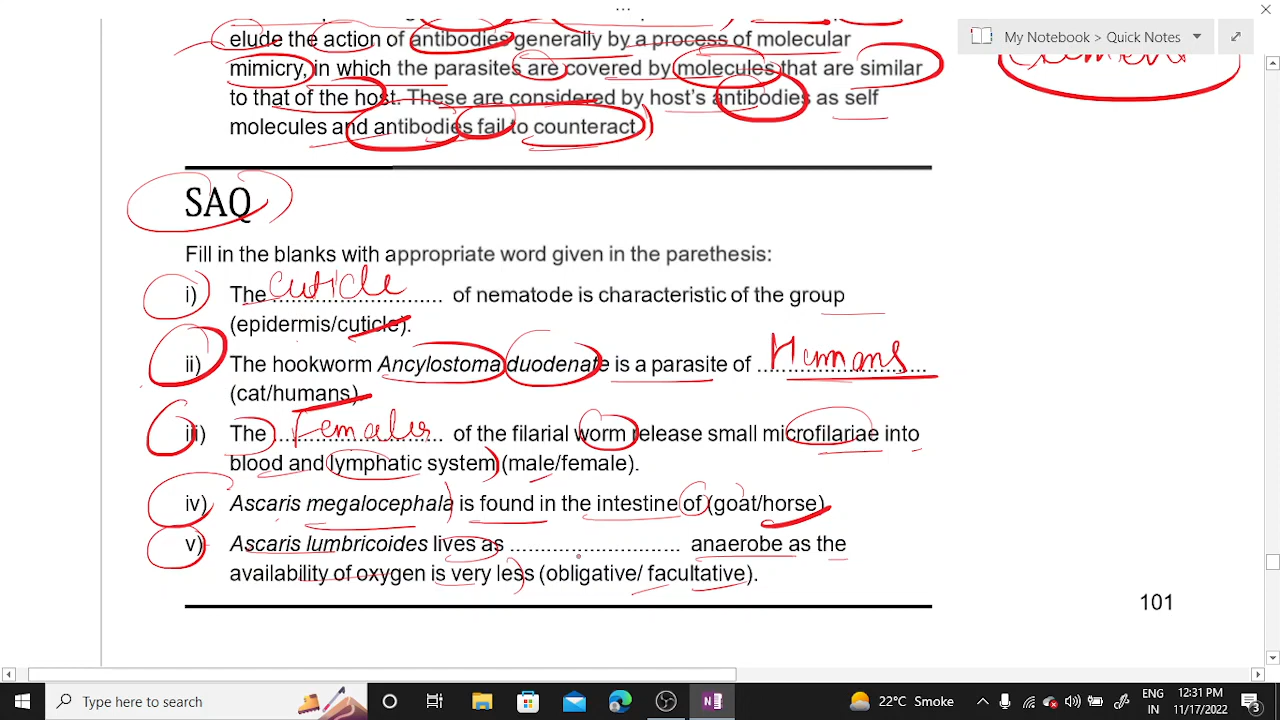 My Notebook > Quick Notes
elude the action of antibodies generally by a process of molecular
mimicry, in which the parasites are covered by molecules that are similar
to that of the host. These are considered by host's antibodies as self
molecules and antibodies fail to counteract
SAQ
Fill in the blanks with appropriate word given in the parethesis:
i) The cuticle of nematode is characteristic of the group
(epidermis/cuticle).
ii) The hookworm Ancylostoma duodenale is a parasite of Humans
(cat/humans).
iii) The Females of the filarial worm release small microfilariae into
blood and lymphatic system (male/female).
iv) Ascaris megalocephala is found in the intestine of (goat/horse)
v) Ascaris lumbricoides lives as ............................ anaerobe as the
availability of oxygen is very less (obligative/ facultative).
101
Type here to search
22°C Smoke
ENG
IN
12:31 PM
11/17/2022
3